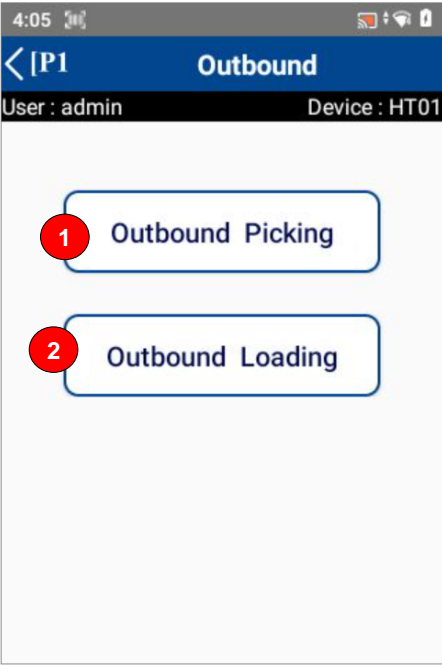 4:05
[P1 Outbound
User : admin Device : HT01
1 Outbound Picking
2 Outbound Loading